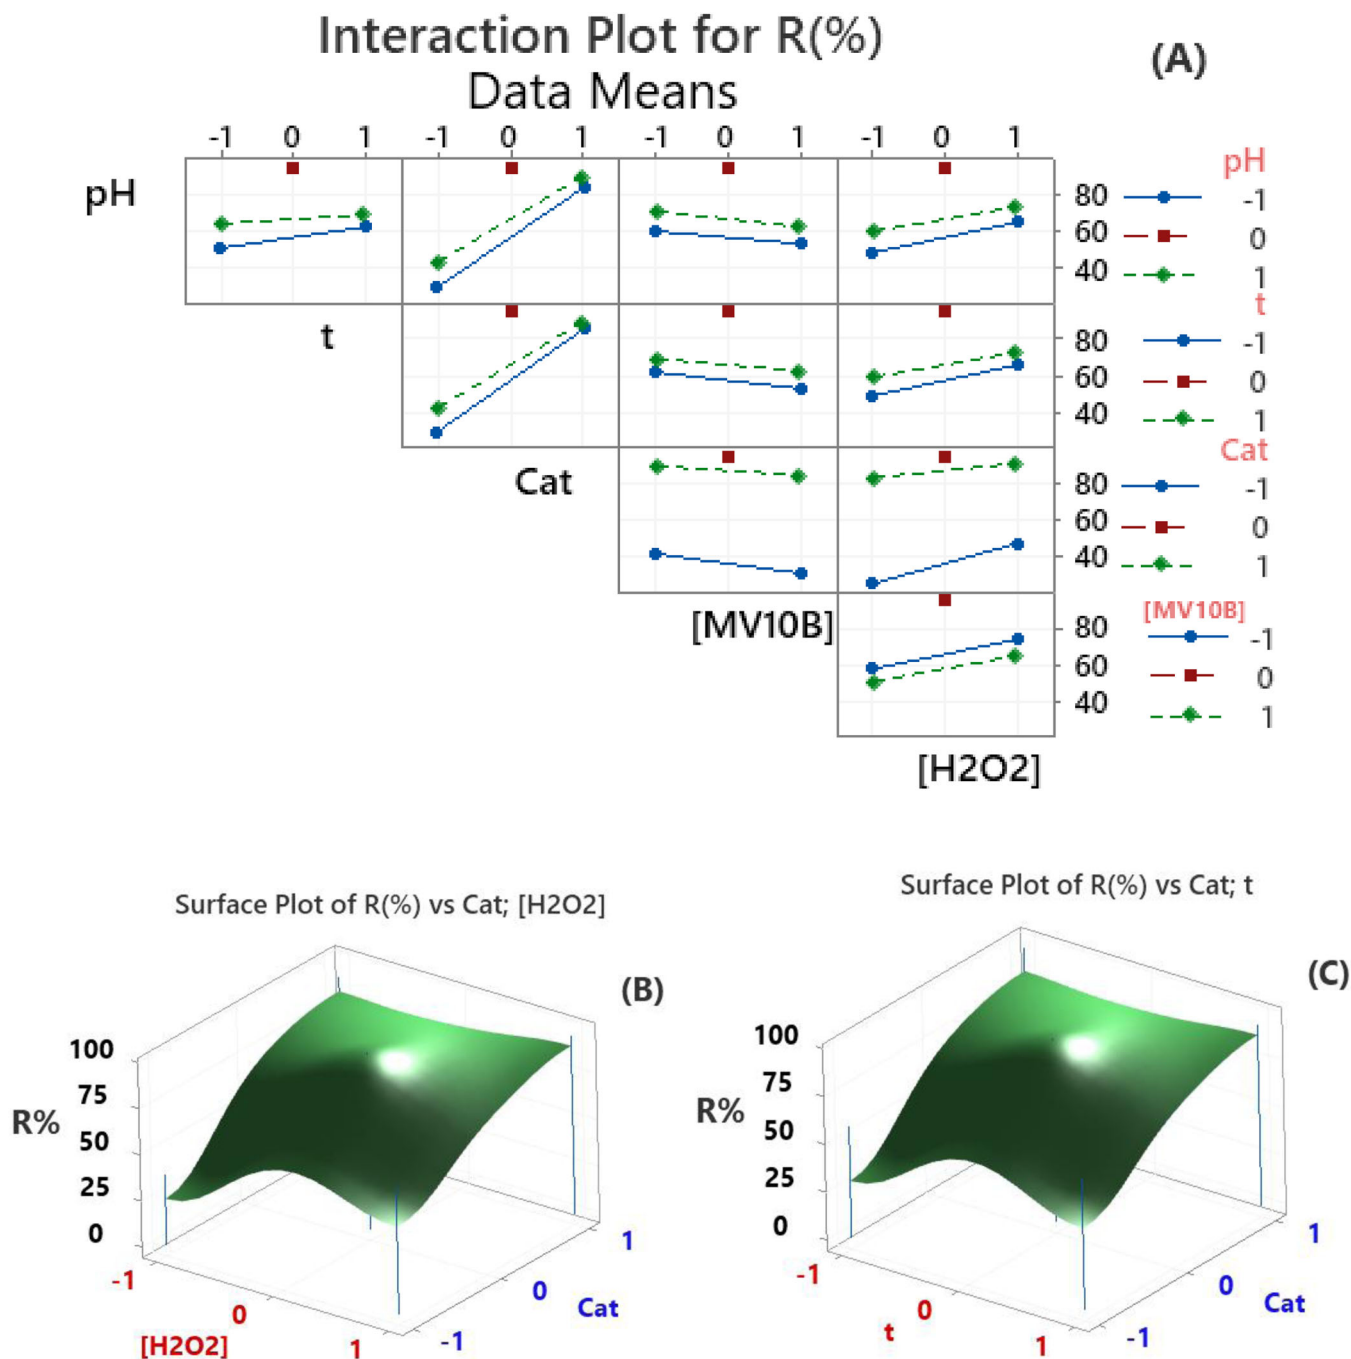 Interaction Plot for R(%)
(A)
Data Means
-1 0 1 -1 0 1 -1 0 1 -1 0 1
pH
80
60
40
pH
-1
0
1
t
80
60
40
t
-1
0
1
Cat
80
60
40
Cat
-1
0
1
[MV10B]
80
60
40
[MV10B]
-1
0
1
[H2O2]
Surface Plot of R(%) vs Cat; [H2O2]
(B)
100
75
R%
50
25
0
-1
0
1
[H2O2]
-1
0
1
Cat
Surface Plot of R(%) vs Cat; t
(C)
100
75
R%
50
25
0
-1
0
1
t
-1
0
1
Cat